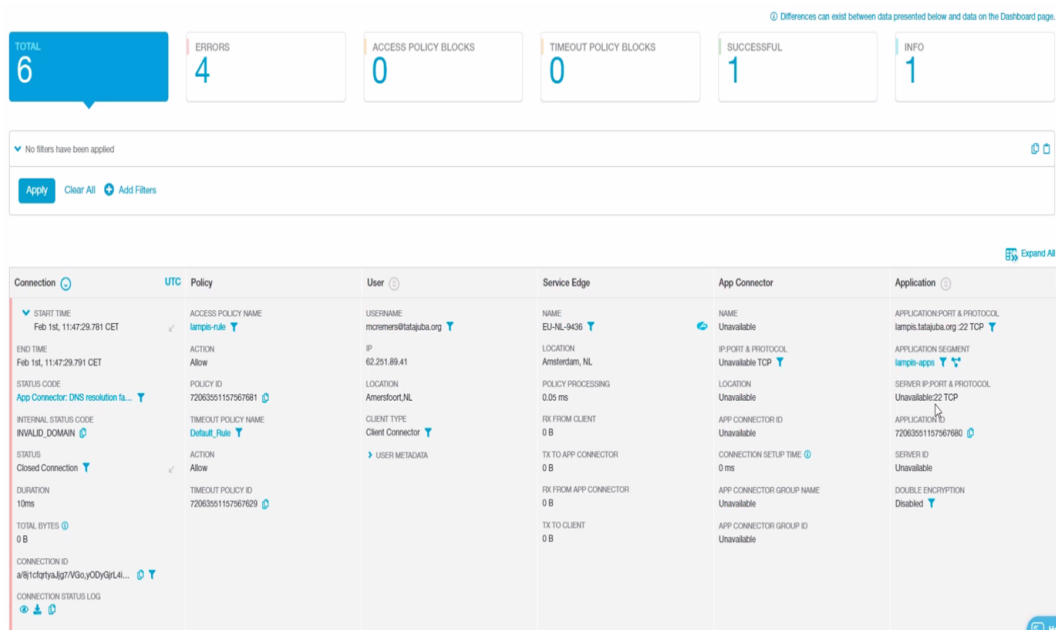 Differences can exist between data presented below and data on the Dashboard page.
TOTAL
6
ERRORS
4
ACCESS POLICY BLOCKS
0
TIMEOUT POLICY BLOCKS
0
SUCCESSFUL
1
INFO
1
No filters have been applied
Apply Clear All Add Filters
Expand All
Connection UTC Policy User Service Edge App Connector Application
START TIME
Feb 1st, 11:47:29.781 CET
END TIME
Feb 1st, 11:47:29.791 CET
STATUS CODE
App Connector: DNS resolution fa...
INTERNAL STATUS CODE
INVALID_DOMAIN
STATUS
Closed Connection
DURATION
10ms
TOTAL BYTES
0 B
CONNECTION ID
CONNECTION STATUS LOG
ACCESS POLICY NAME
lampis-rule
ACTION
Allow
POLICY ID
72063551157567681
TIMEOUT POLICY NAME
Default_Rule
ACTION
Allow
TIMEOUT POLICY ID
72063551157567629
USERNAME
mcremers@tatajuba.org
IP
62.251.89.41
LOCATION
Amersfoort,NL
CLIENT TYPE
Client Connector
USER METADATA
NAME
EU-NL-9436
LOCATION
Amsterdam, NL
POLICY PROCESSING
0.05 ms
RX FROM CLIENT
0 B
TX TO APP CONNECTOR
0 B
RX FROM APP CONNECTOR
0 B
TX TO CLIENT
0 B
NAME
Unavailable
IP:PORT & PROTOCOL
Unavailable TCP
LOCATION
Unavailable
APP CONNECTOR ID
Unavailable
CONNECTION SETUP TIME
0 ms
APP CONNECTOR GROUP NAME
Unavailable
APP CONNECTOR GROUP ID
Unavailable
APPLICATION:PORT & PROTOCOL
lampis.tatajuba.org :22 TCP
APPLICATION SEGMENT
lampis-apps
SERVER IP:PORT & PROTOCOL
Unavailable:22 TCP
APPLICATION ID
72063551157567680
SERVER ID
Unavailable
DOUBLE ENCRYPTION
Disabled